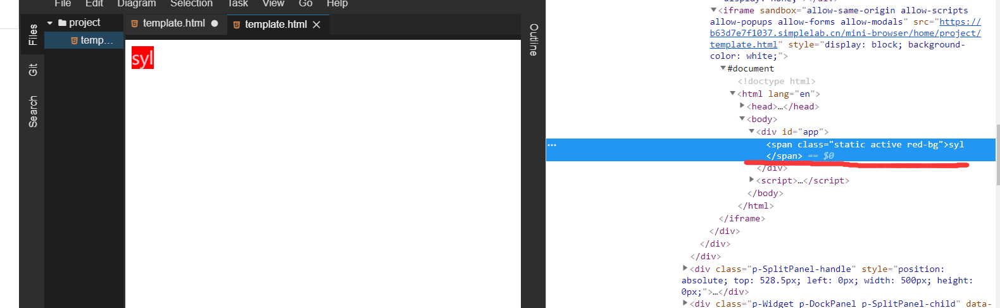 File Edit Diagram Selection Task View Go Help
Files
Git
Search
project
temp...
template.html
template.html
syl
Outline
display: none; ></div>
<iframe sandbox="allow-same-origin allow-scripts
allow-popups allow-forms allow-modals" src="https://
b63d7e7f1037.simplelab.cn/mini-browser/home/project/
template.html" style="display: block; background-
color: white;">
#document
<!doctype html>
<html lang="en">
<head>…</head>
<body>
<div id="app">
<span class="static active red-bg">syl
</span> == $0
</div>
<script>…</script>
</body>
</html>
</iframe>
</div>
</div>
</div>
<div class="p-SplitPanel-handle" style="position:
absolute; top: 528.5px; left: 0px; width: 500px; height:
0px;">…</div>
<div class="p-Widget p-DockPanel p-SplitPanel-child" data-